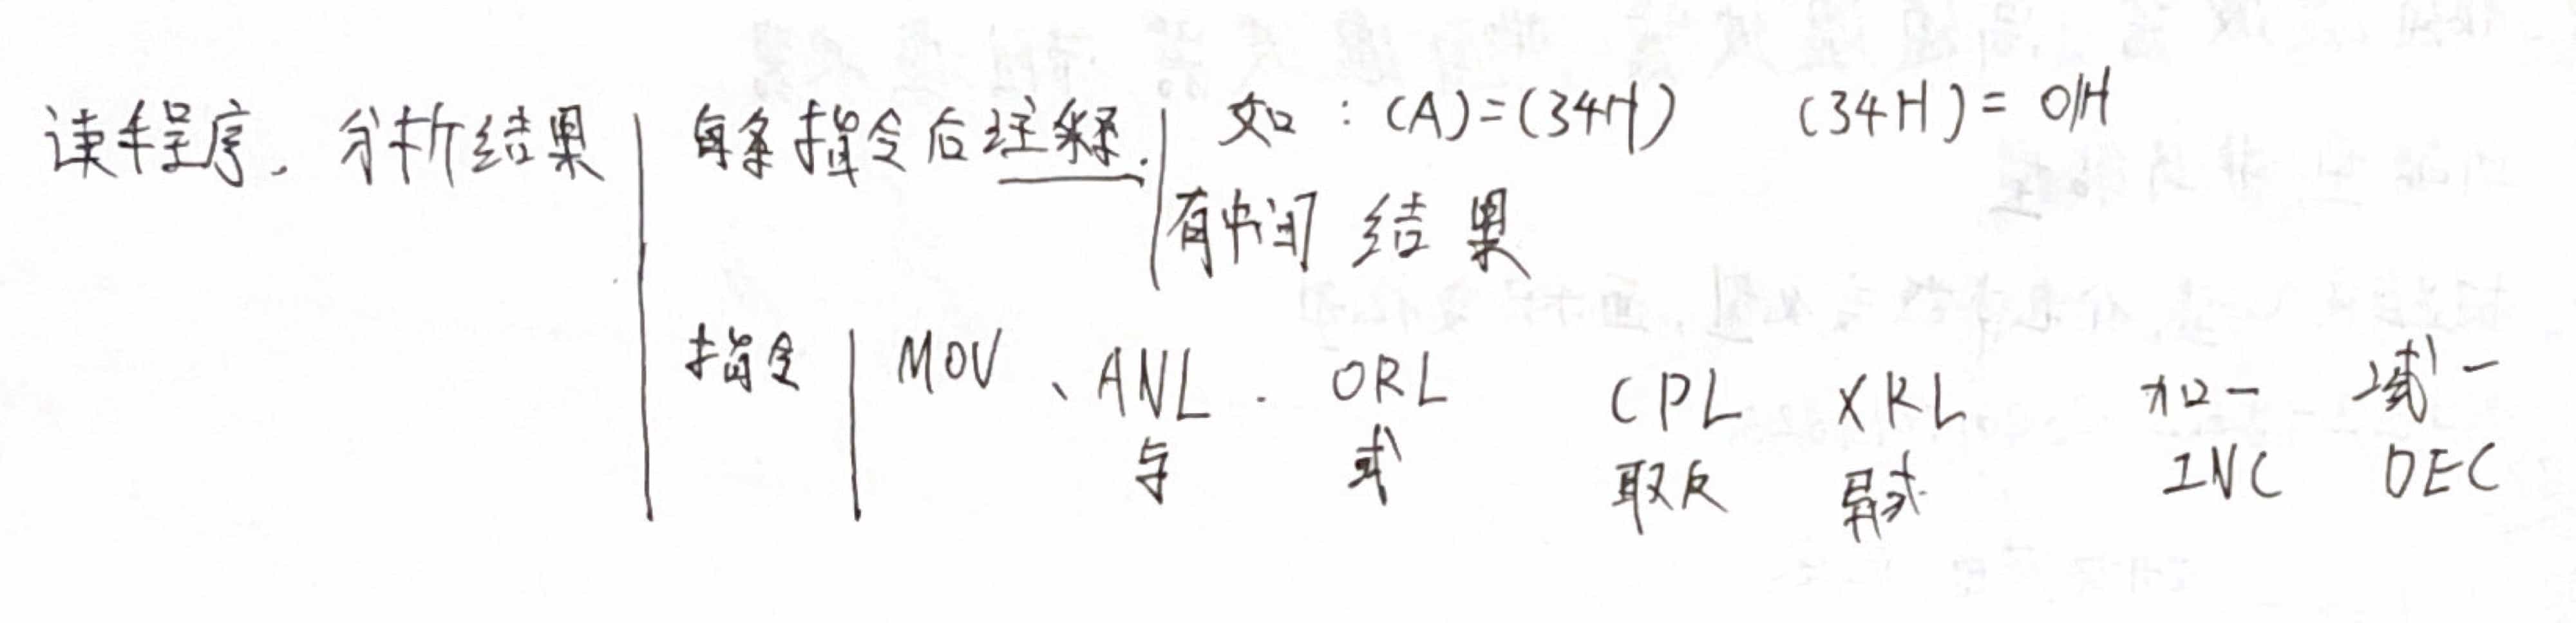 读程序,分析结果 每条指令后注释. 如:(A)=(34H) (34H)=01H
有中间结果
指令 MOV、ANL. ORL CPL XRL 加一 减一
与 或 取反 异或 INC DEC